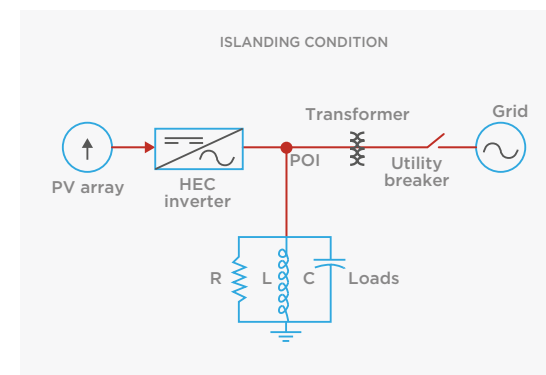 ISLANDING CONDITION
Transformer
Grid
POI
Utility
breaker
PV array
HEC
inverter
R
L
C
Loads